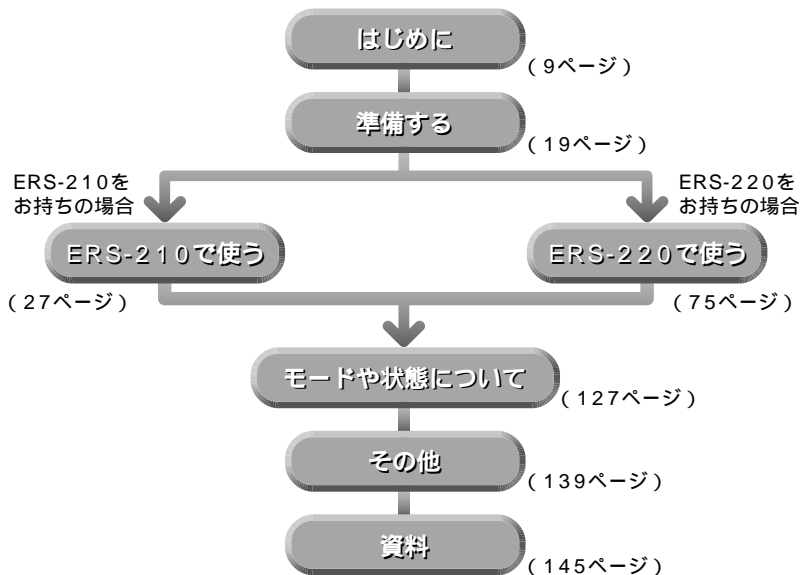 はじめに
(9ページ)
準備する
(19ページ)
ERS-210を
お持ちの場合
ERS-220を
お持ちの場合
ERS-210で使う
ERS-220で使う
(27ページ)
(75ページ)
モードや状態について
(127ページ)
その他
(139ページ)
資料
(145ページ)